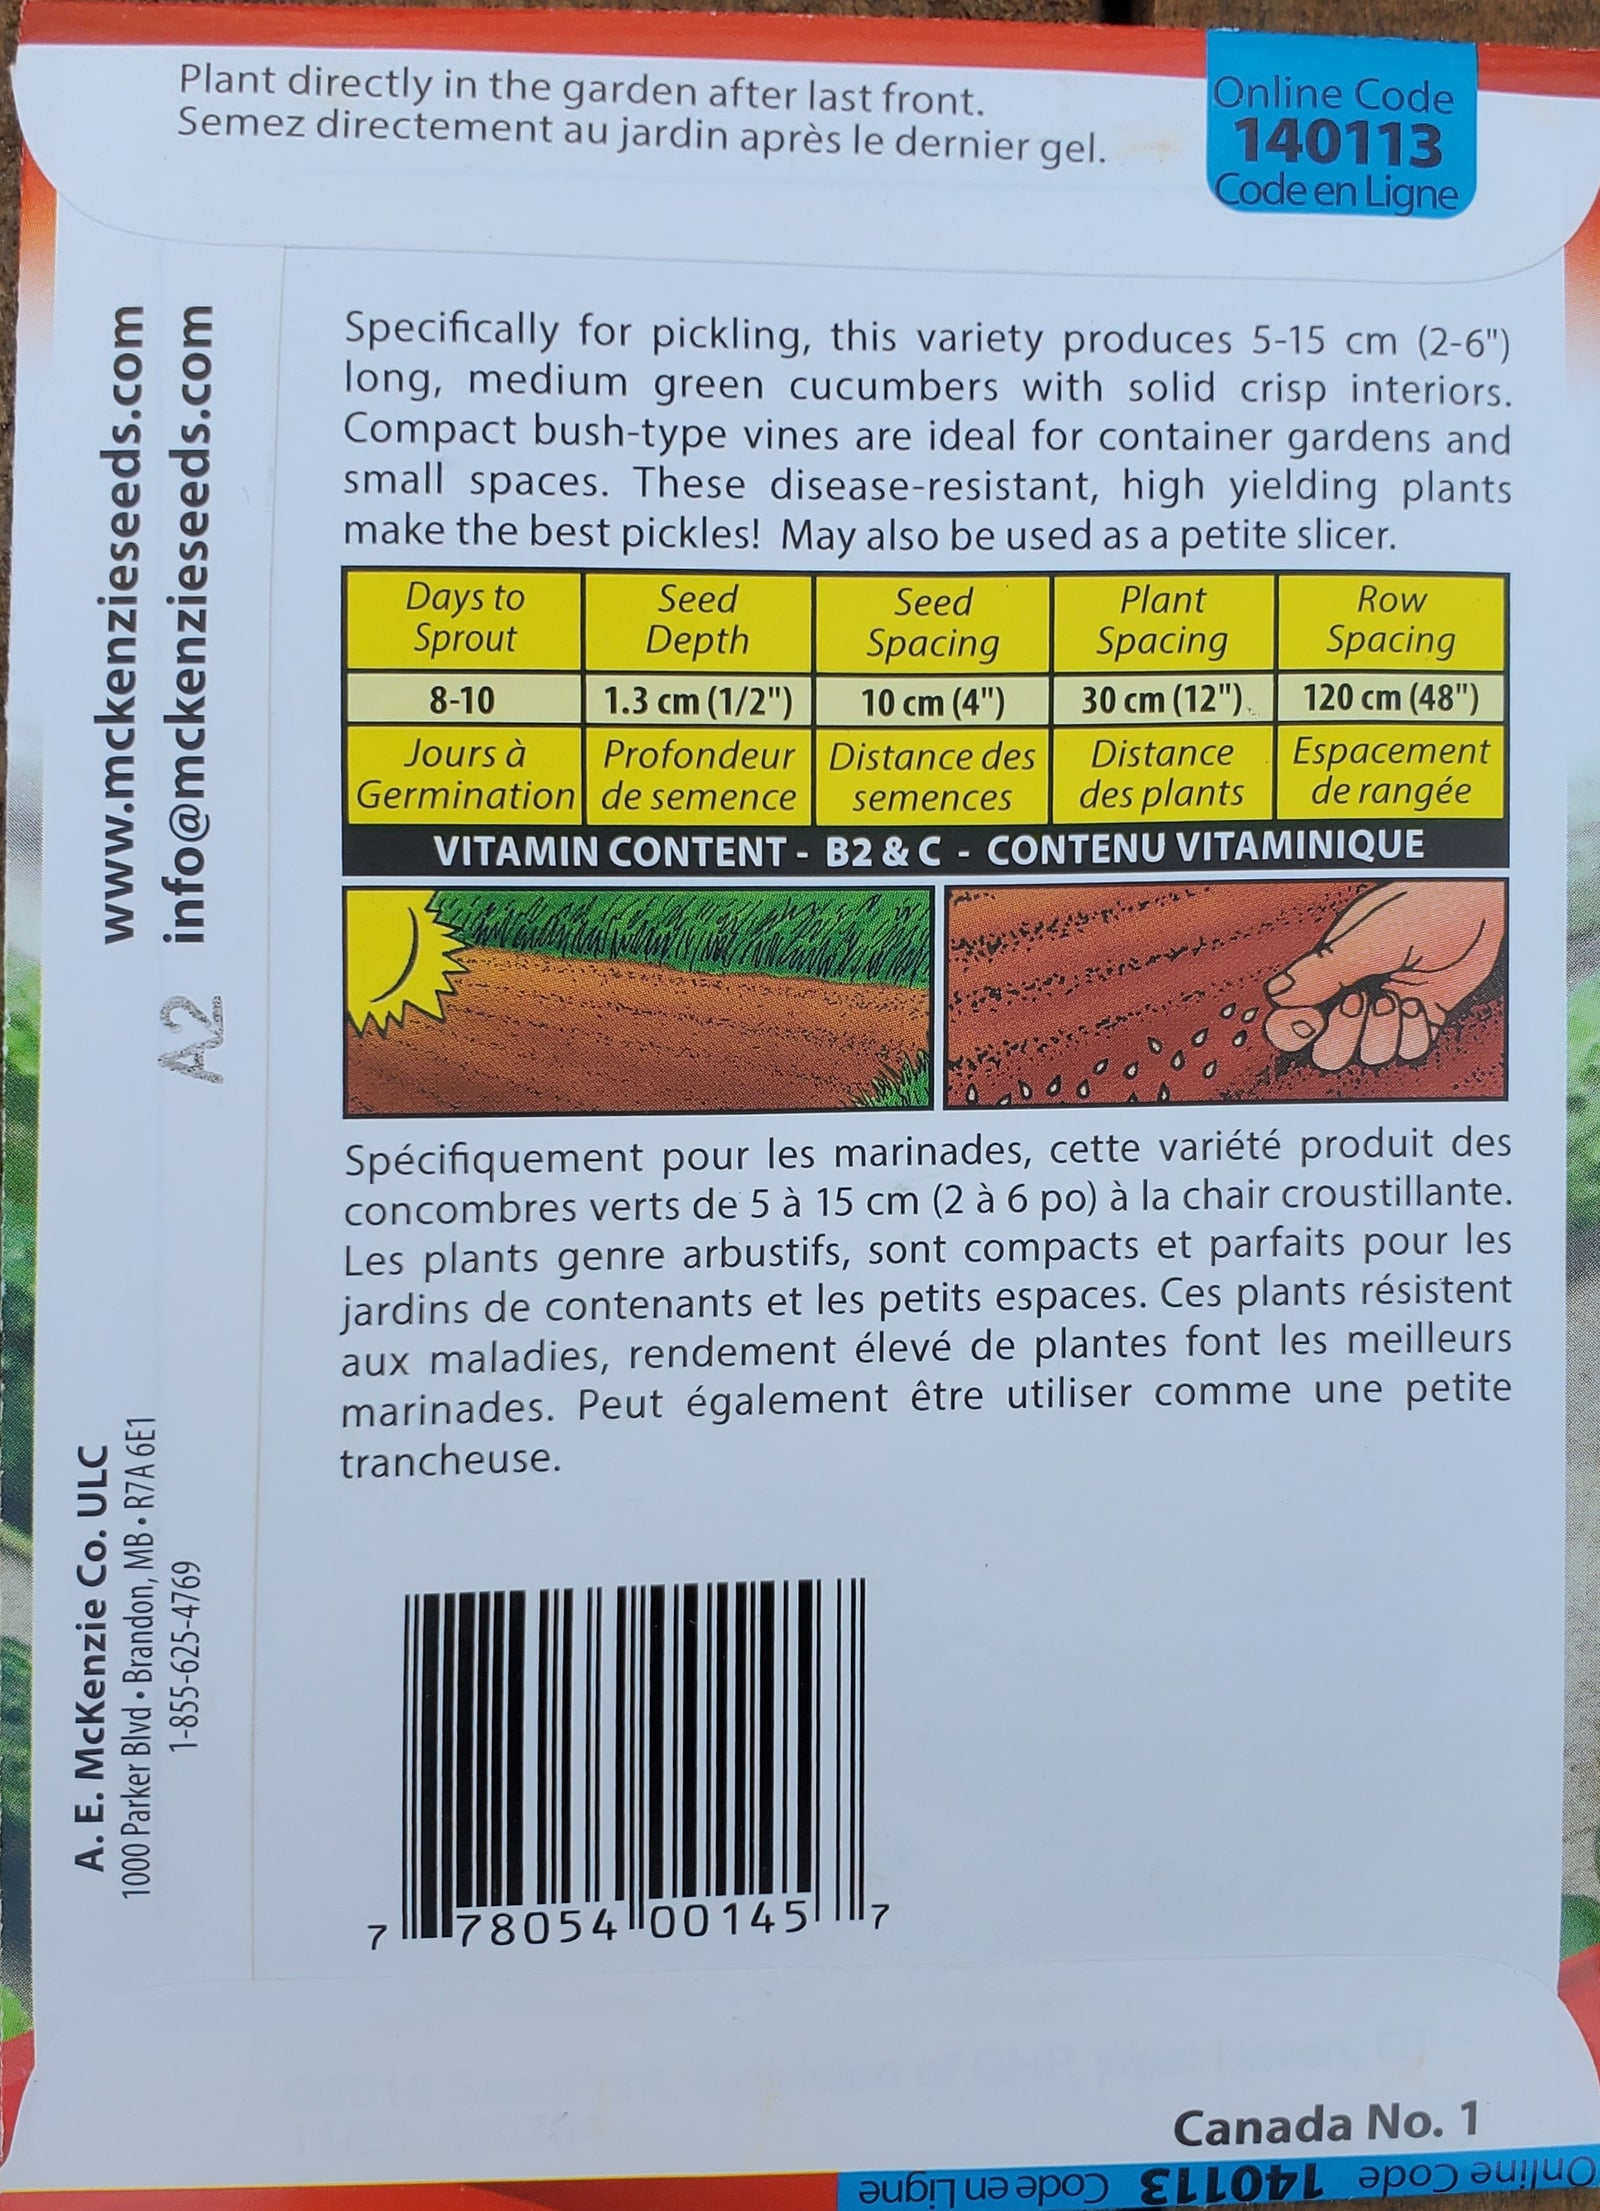 Plant directly in the garden after last front.
Semez directement au jardin après le dernier gel.
Online Code
140113
Code en Ligne
www.mckenzieseeds.com
info@mckenzieseeds.com
A2
A. E. McKenzie Co. ULC
1000 Parker Blvd • Brandon, MB • R7A 6E1
1-855-625-4769
Specifically for pickling, this variety produces 5-15 cm (2-6")
long, medium green cucumbers with solid crisp interiors.
Compact bush-type vines are ideal for container gardens and
small spaces. These disease-resistant, high yielding plants
make the best pickles! May also be used as a petite slicer.
Days to Sprout Seed Depth Seed Spacing Plant Spacing Row Spacing
8-10 1.3 cm (1/2") 10 cm (4") 30 cm (12") 120 cm (48")
Jours à Germination Profondeur de semence Distance des semences Distance des plants Espacement de rangée
VITAMIN CONTENT - B2 & C - CONTENU VITAMINIQUE
Spécifiquement pour les marinades, cette variété produit des
concombres verts de 5 à 15 cm (2 à 6 po) à la chair croustillante.
Les plants genre arbustifs, sont compacts et parfaits pour les
jardins de contenants et les petits espaces. Ces plants résistent
aux maladies, rendement élevé de plantes font les meilleurs
marinades. Peut également être utiliser comme une petite
trancheuse.
7 78054 00145 7
Canada No. 1
Online Code 140113 Code en Ligne